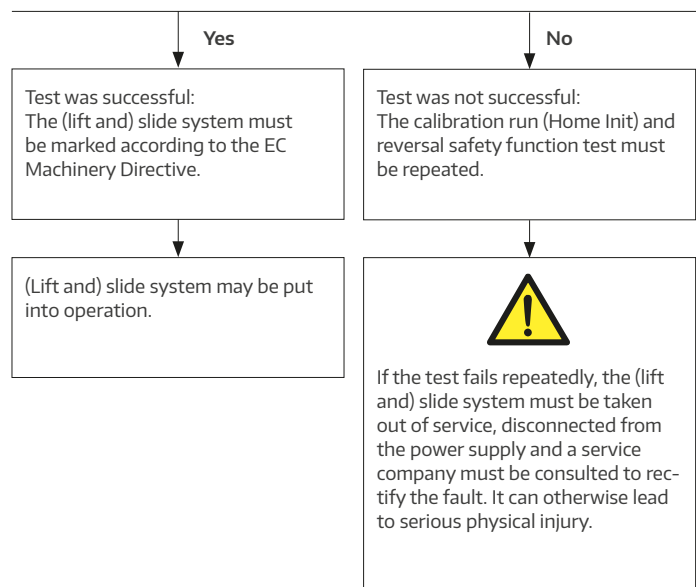 Yes
Test was successful:
The (lift and) slide system must
be marked according to the EC
Machinery Directive.
(Lift and) slide system may be put
into operation.
No
Test was not successful:
The calibration run (Home Init) and
reversal safety function test must
be repeated.
If the test fails repeatedly, the (lift
and) slide system must be taken
out of service, disconnected from
the power supply and a service
company must be consulted to rec-
tify the fault. It can otherwise lead
to serious physical injury.